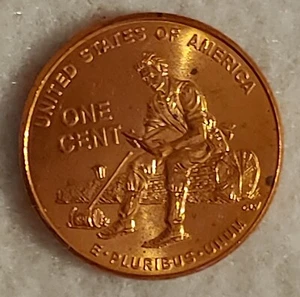 UNITED STATES OF AMERICA
ONE
CENT
E·PLURIBUS·UNUM